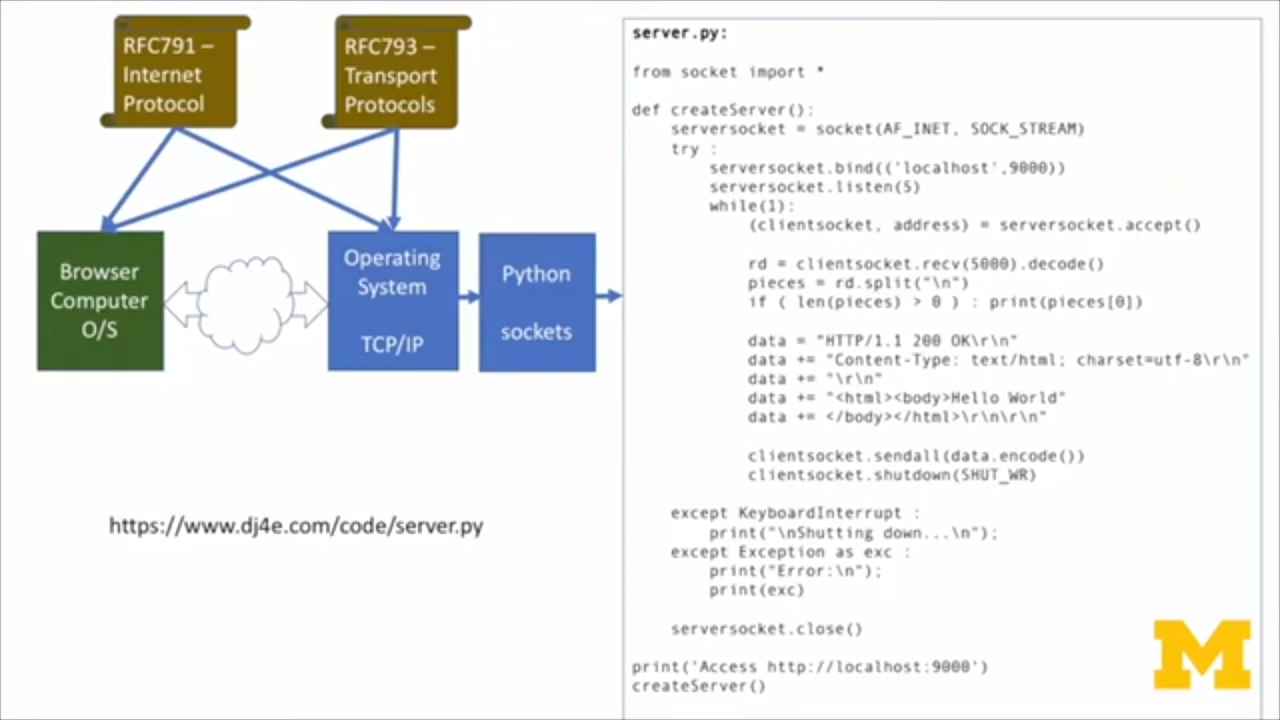 RFC791 –
Internet
Protocol
RFC793 –
Transport
Protocols
Browser
Computer
O/S
Operating
System
TCP/IP
Python
sockets
https://www.dj4e.com/code/server.py
server.py:
from socket import *
def createServer():
    serversocket = socket(AF_INET, SOCK_STREAM)
    try :
        serversocket.bind(('localhost',9000))
        serversocket.listen(5)
        while(1):
            (clientsocket, address) = serversocket.accept()
            rd = clientsocket.recv(5000).decode()
            pieces = rd.split("\n")
            if ( len(pieces) > 0 ) : print(pieces[0])
            data = "HTTP/1.1 200 OK\r\n"
            data += "Content-Type: text/html; charset=utf-8\r\n"
            data += "\r\n"
            data += "<html><body>Hello World"
            data += </body></html>\r\n\r\n"
            clientsocket.sendall(data.encode())
            clientsocket.shutdown(SHUT_WR)
    except KeyboardInterrupt :
        print("\nShutting down...\n");
    except Exception as exc :
        print("Error:\n");
        print(exc)
    serversocket.close()
print('Access http://localhost:9000')
createServer()
M